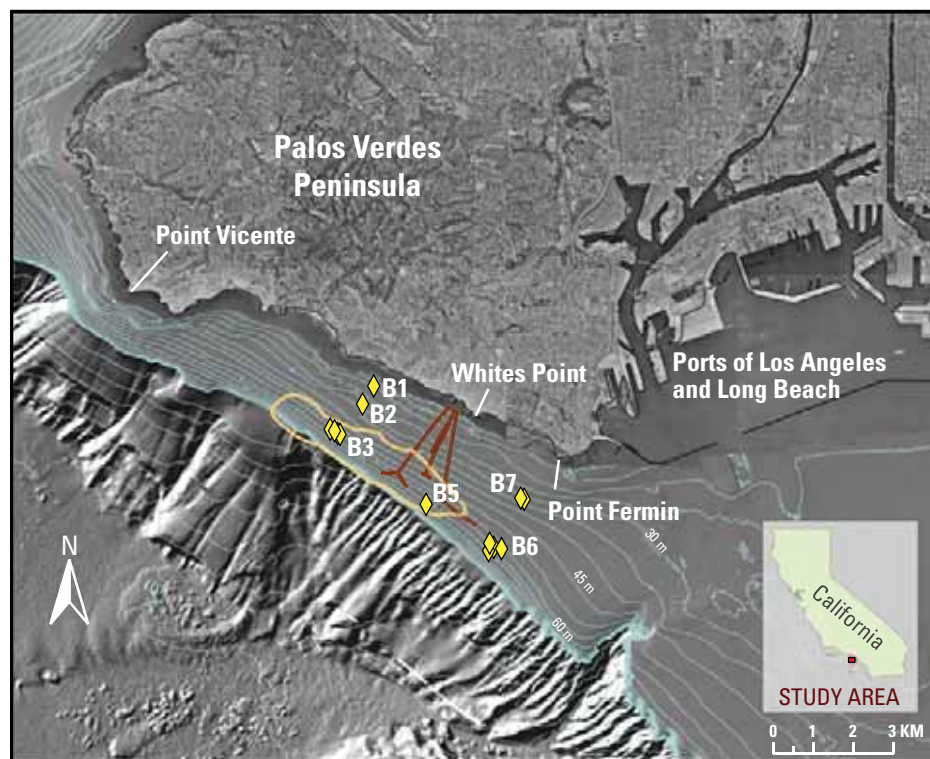 Palos Verdes
Peninsula
Point Vicente
Whites Point
Ports of Los Angeles
and Long Beach
B1
B2
B3
B5
B7
Point Fermin
B6
30 m
45 m
60 m
N
California
STUDY AREA
0 1 2 3 KM